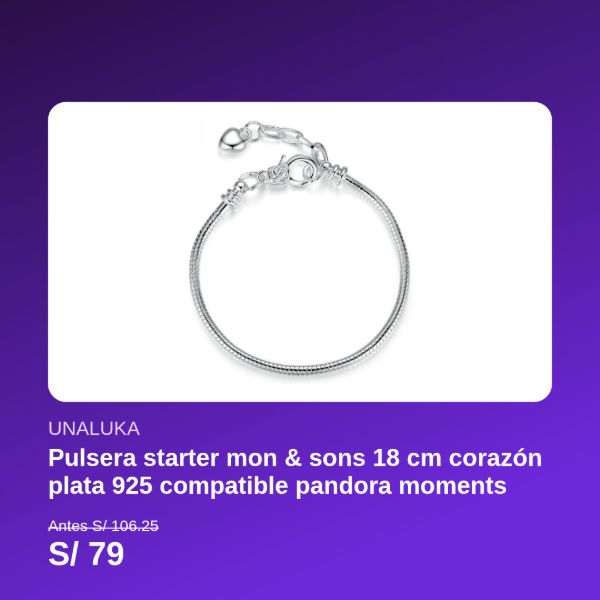 UNALUKA
Pulsera starter mon & sons 18 cm corazón
plata 925 compatible pandora moments
Antes S/ 106.25
S/ 79